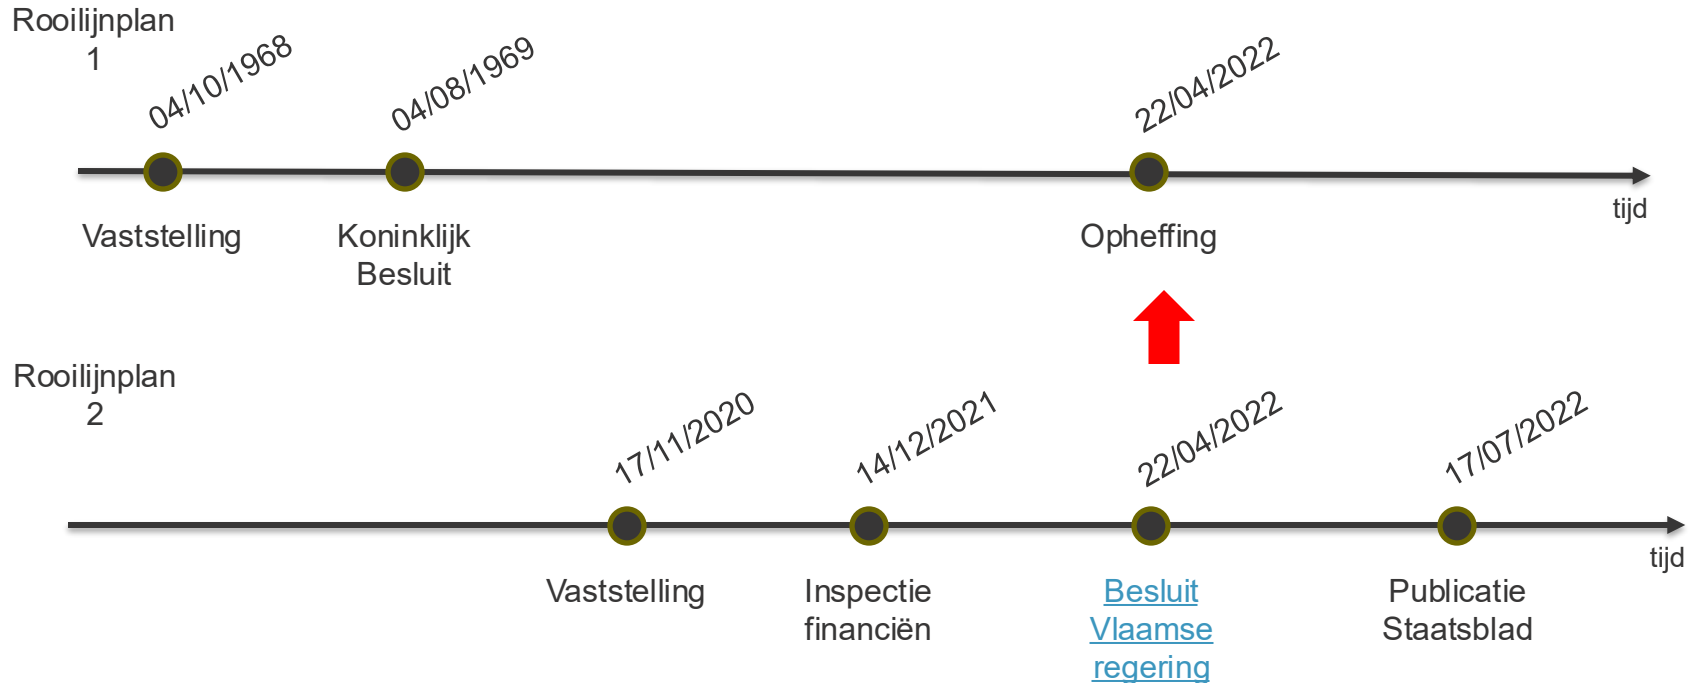 Rooilijnplan
1
04/10/1968
04/08/1969
22/04/2022
tijd
Vaststelling
Koninklijk
Besluit
Opheffing
Rooilijnplan
2
17/11/2020
14/12/2021
22/04/2022
17/07/2022
tijd
Vaststelling
Inspectie
financiën
Besluit
Vlaamse
regering
Publicatie
Staatsblad